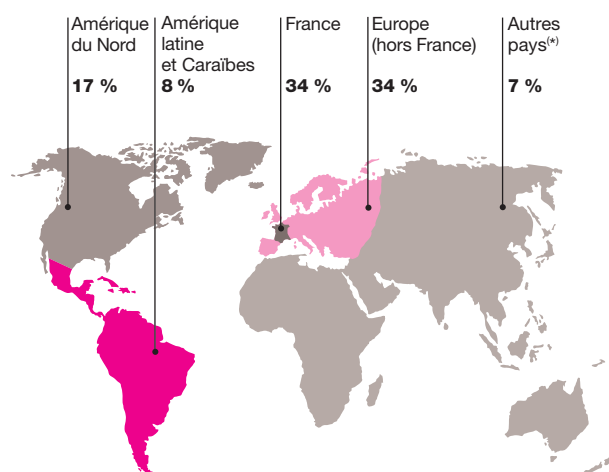 Amérique
du Nord
17 %
Amérique
latine
et Caraïbes
8 %
France
34 %
Europe
(hors France)
34 %
Autres
pays(*)
7 %